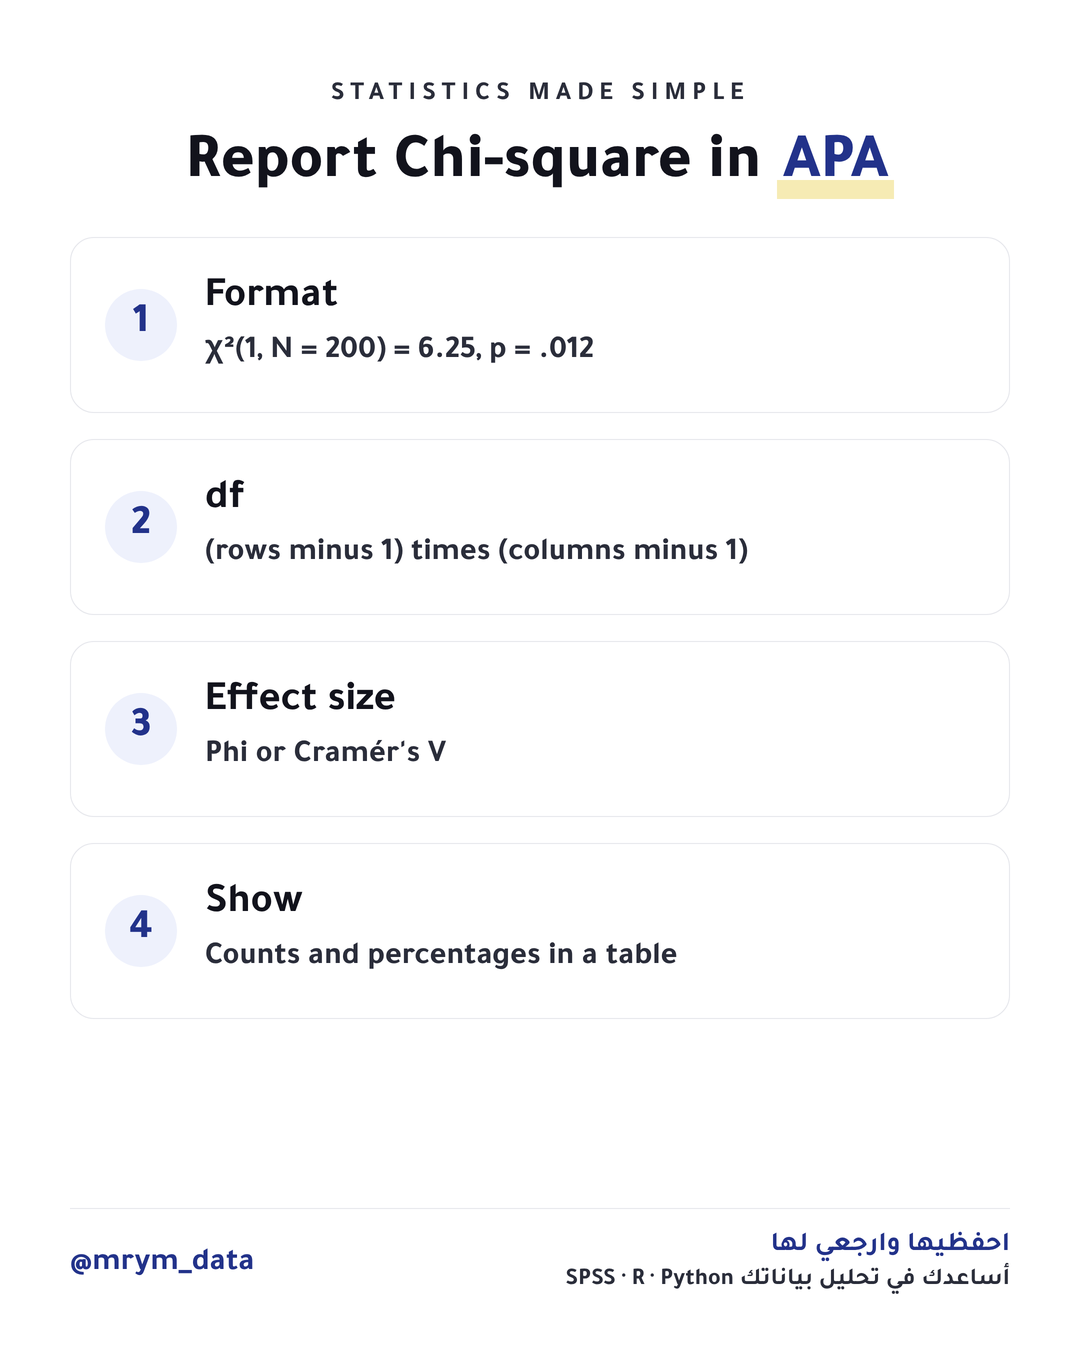 STATISTICS MADE SIMPLE
Report Chi-square in APA
1
Format
χ²(1, N = 200) = 6.25, p = .012
2
df
(rows minus 1) times (columns minus 1)
3
Effect size
Phi or Cramér's V
4
Show
Counts and percentages in a table
@mrym_data
احفظيها وارجعي لها
أساعدك في تحليل بياناتك SPSS · R · Python